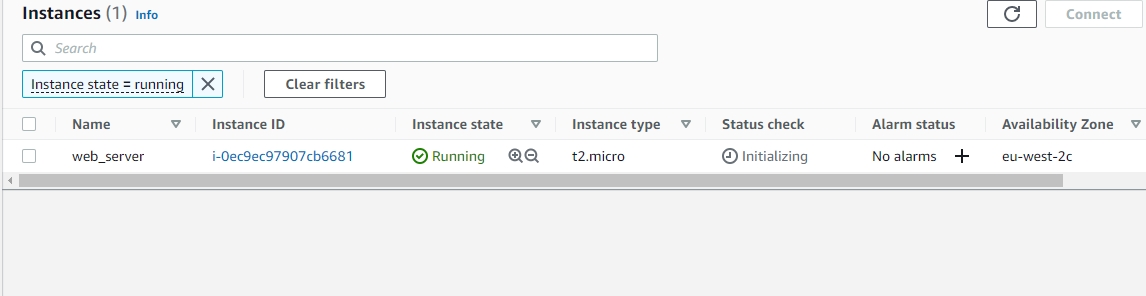 Instances (1) Info
Connect
Search
Instance state = running
Clear filters
Name Instance ID Instance state Instance type Status check Alarm status Availability Zone
web_server i-0ec9ec97907cb6681 Running t2.micro Initializing No alarms + eu-west-2c